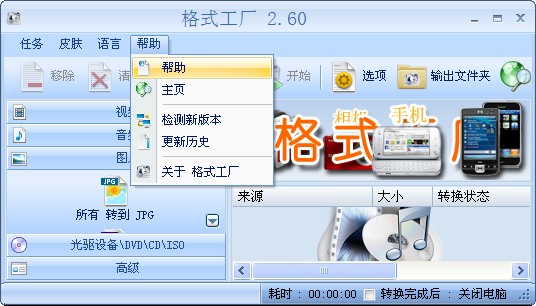 格式工厂 2.60
任务 皮肤 语言 帮助
移除
开始 选项 输出文件夹
帮助
主页
检测新版本
更新历史
关于 格式工厂
JPG
所有 转到 JPG
光驱设备\DVD\CD\ISO
高级
相机 手机
格式
来源 大小 转换状态
耗时 : 00:00:00 转换完成后 : 关闭电脑